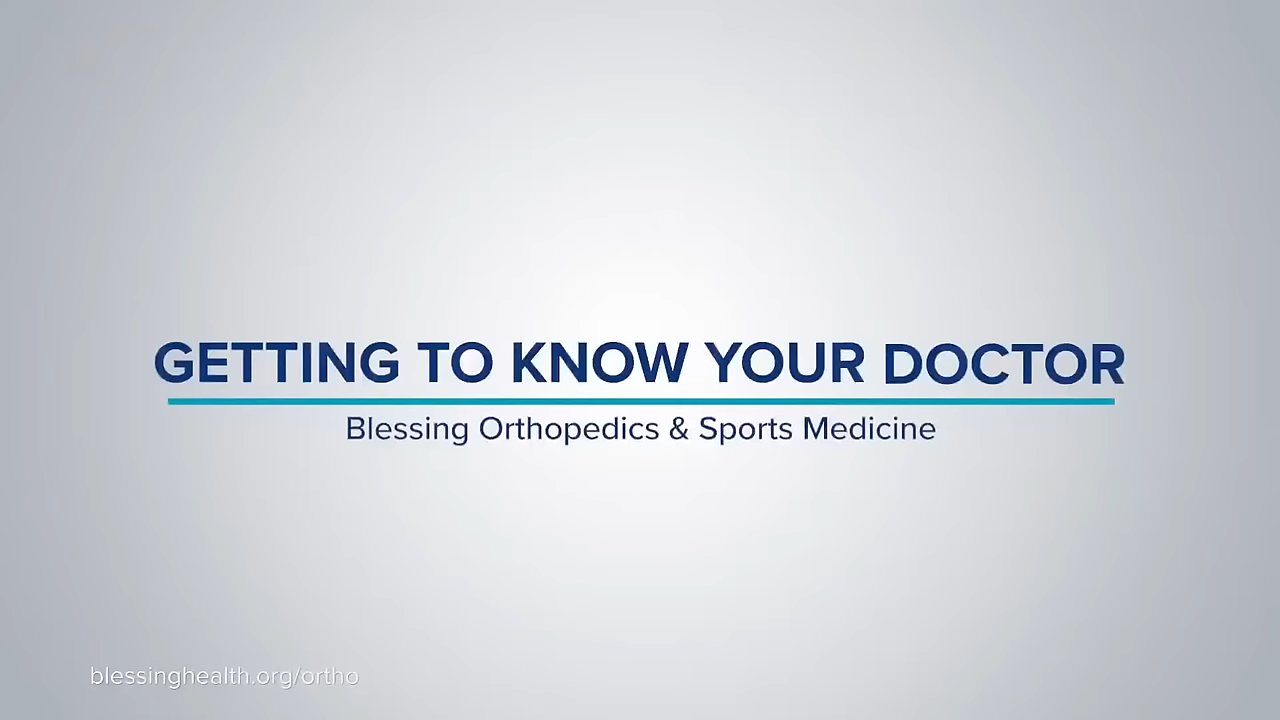 GETTING TO KNOW YOUR DOCTOR
Blessing Orthopedics & Sports Medicine
blessinghealth.org/ortho